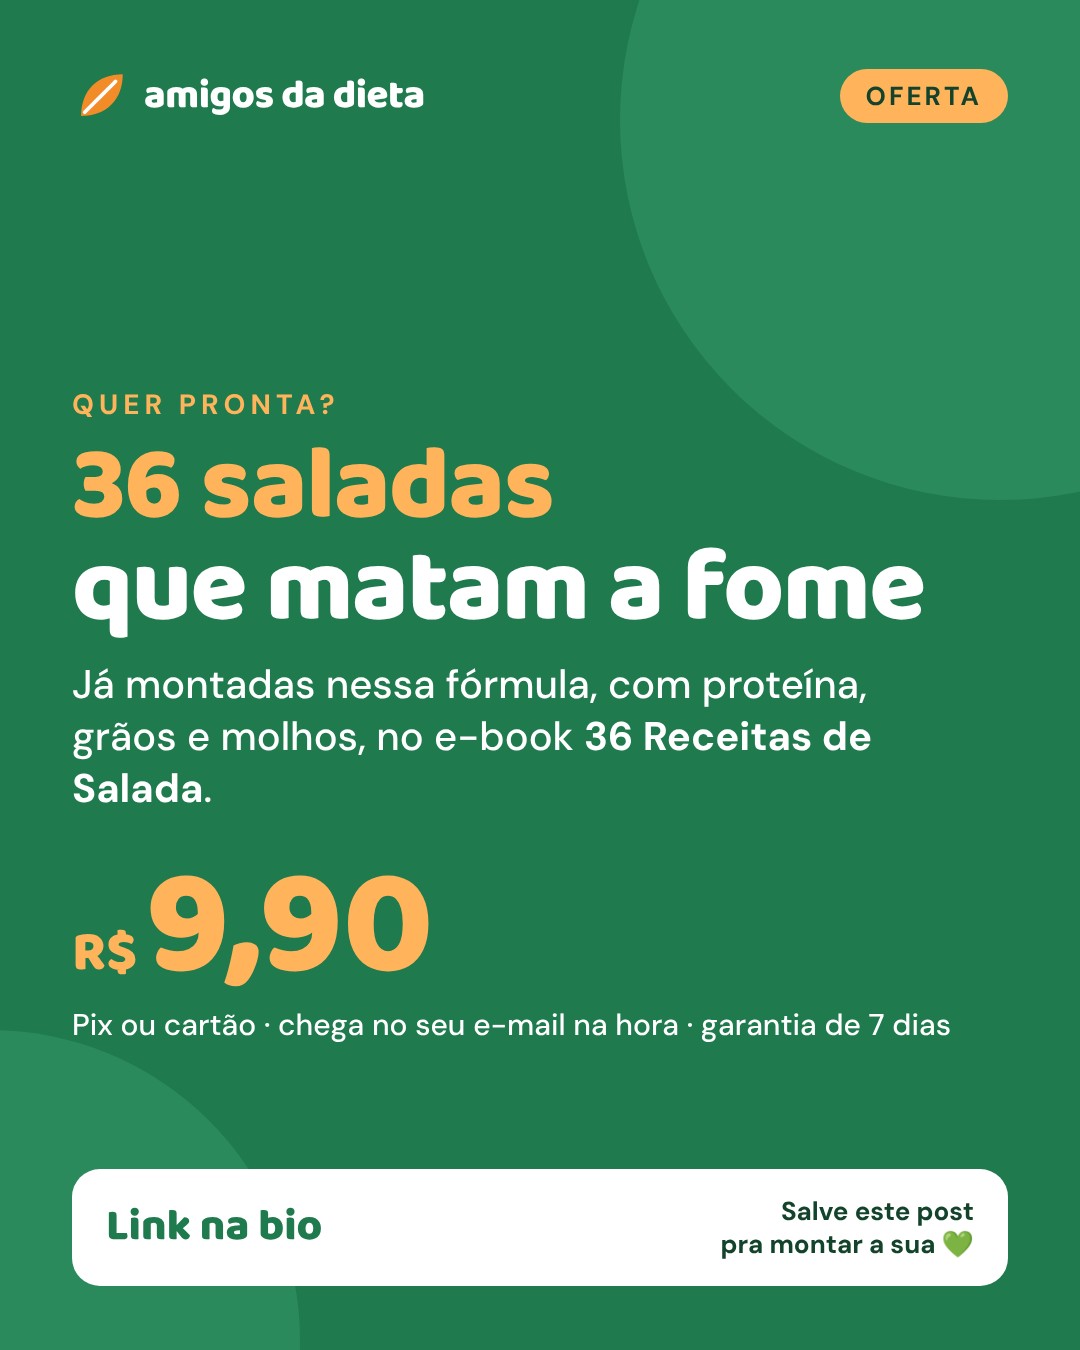 amigos da dieta
OFERTA
QUER PRONTA?
36 saladas
que matam a fome
Já montadas nessa fórmula, com proteína,
grãos e molhos, no e-book 36 Receitas de
Salada.
R$ 9,90
Pix ou cartão · chega no seu e-mail na hora · garantia de 7 dias
Link na bio
Salve este post
pra montar a sua 💚